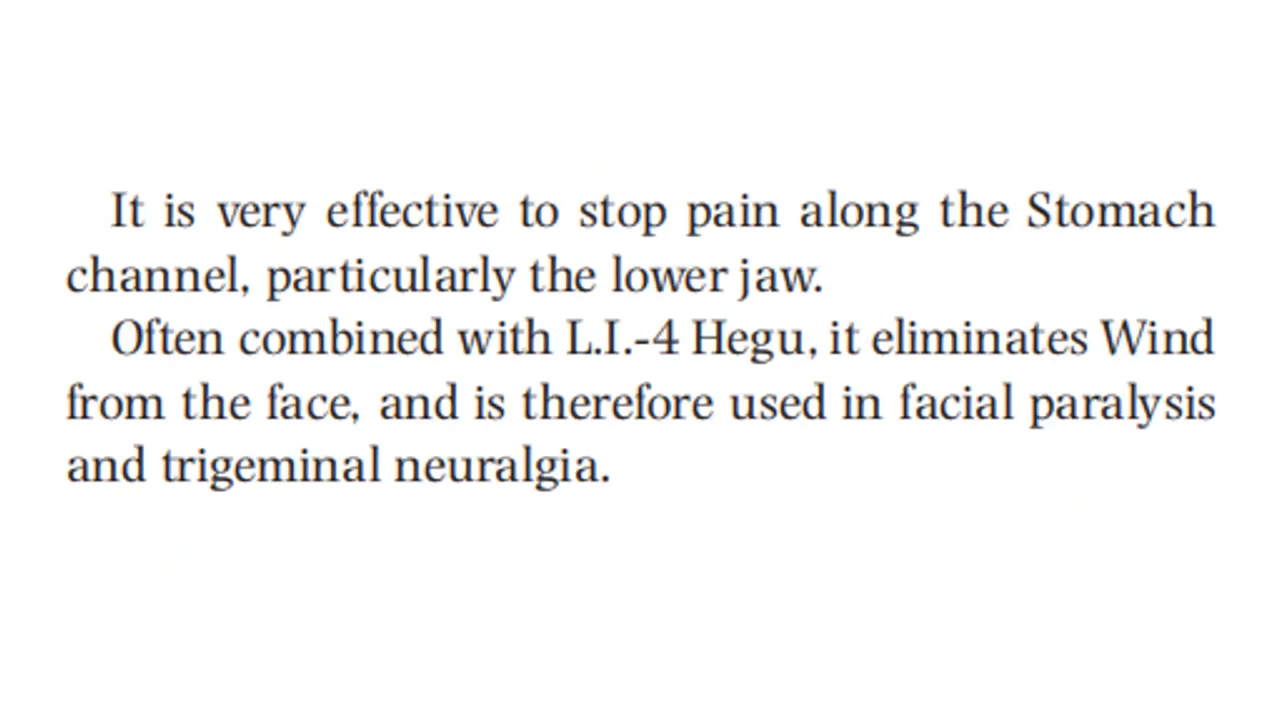 It is very effective to stop pain along the Stomach
channel, particularly the lower jaw.
Often combined with L.I.-4 Hegu, it eliminates Wind
from the face, and is therefore used in facial paralysis
and trigeminal neuralgia.